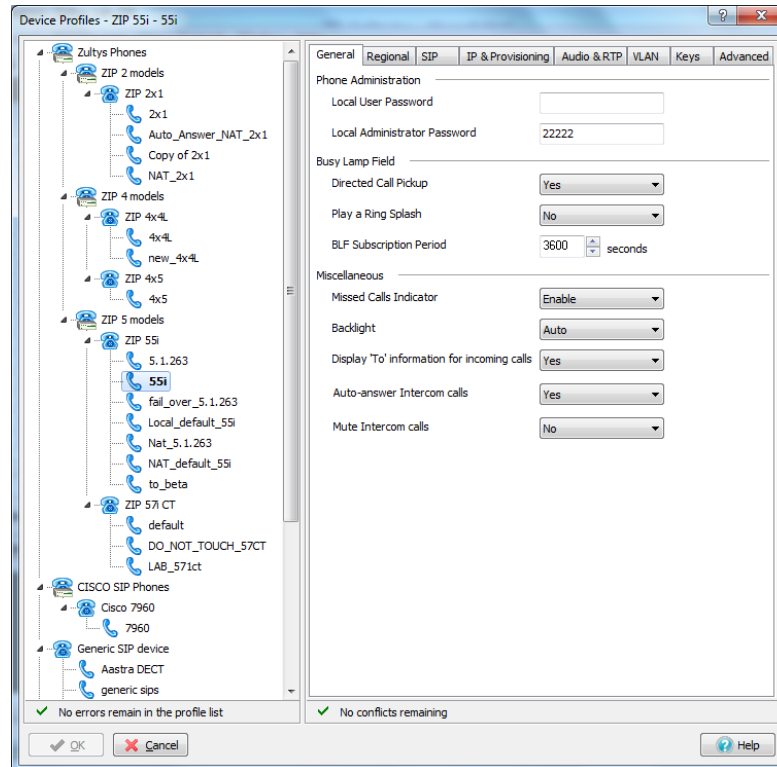 Device Profiles - ZIP 55i - 55i
Zultys Phones
ZIP 2 models
ZIP 2x1
2x1
Auto_Answer_NAT_2x1
Copy of 2x1
NAT_2x1
ZIP 4 models
ZIP 4x4L
4x4L
new_4x4L
ZIP 4x5
4x5
ZIP 5 models
ZIP 55i
5.1.263
55i
fail_over_5.1.263
Local_default_55i
Nat_5.1.263
NAT_default_55i
to_beta
ZIP 57i CT
default
DO_NOT_TOUCH_57CT
LAB_571ct
CISCO SIP Phones
Cisco 7960
7960
Generic SIP device
Aastra DECT
generic sips
No errors remain in the profile list
General Regional SIP IP & Provisioning Audio & RTP VLAN Keys Advanced
Phone Administration
Local User Password
Local Administrator Password 22222
Busy Lamp Field
Directed Call Pickup Yes
Play a Ring Splash No
BLF Subscription Period 3600 seconds
Miscellaneous
Missed Calls Indicator Enable
Backlight Auto
Display 'To' information for incoming calls Yes
Auto-answer Intercom calls Yes
Mute Intercom calls No
No conflicts remaining
OK Cancel Help